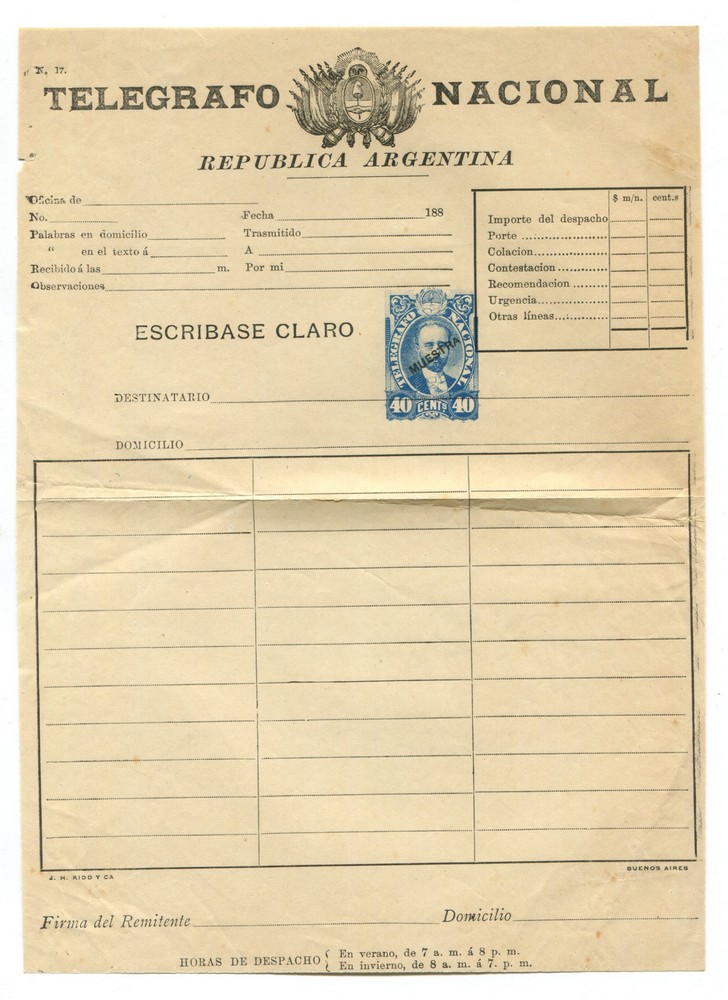 N. 17.
TELEGRAFO NACIONAL
REPUBLICA ARGENTINA
Oficina de
No. Fecha 188
Palabras en domicilio Trasmitido
“ en el texto á A
Recibido á las m. Por mi
Observaciones
$ m/n. cent.s
Importe del despacho
Porte
Colacion
Contestacion
Recomendacion
Urgencia
Otras líneas
ESCRIBASE CLARO
TELEGRAFO NACIONAL
MUESTRA
40 CENTS 40
DESTINATARIO
DOMICILIO
J. H. KIDD Y CA
BUENOS AIRES
Firma del Remitente Domicilio
HORAS DE DESPACHO { En verano, de 7 a. m. á 8 p. m.
En invierno, de 8 a. m. á 7. p. m.